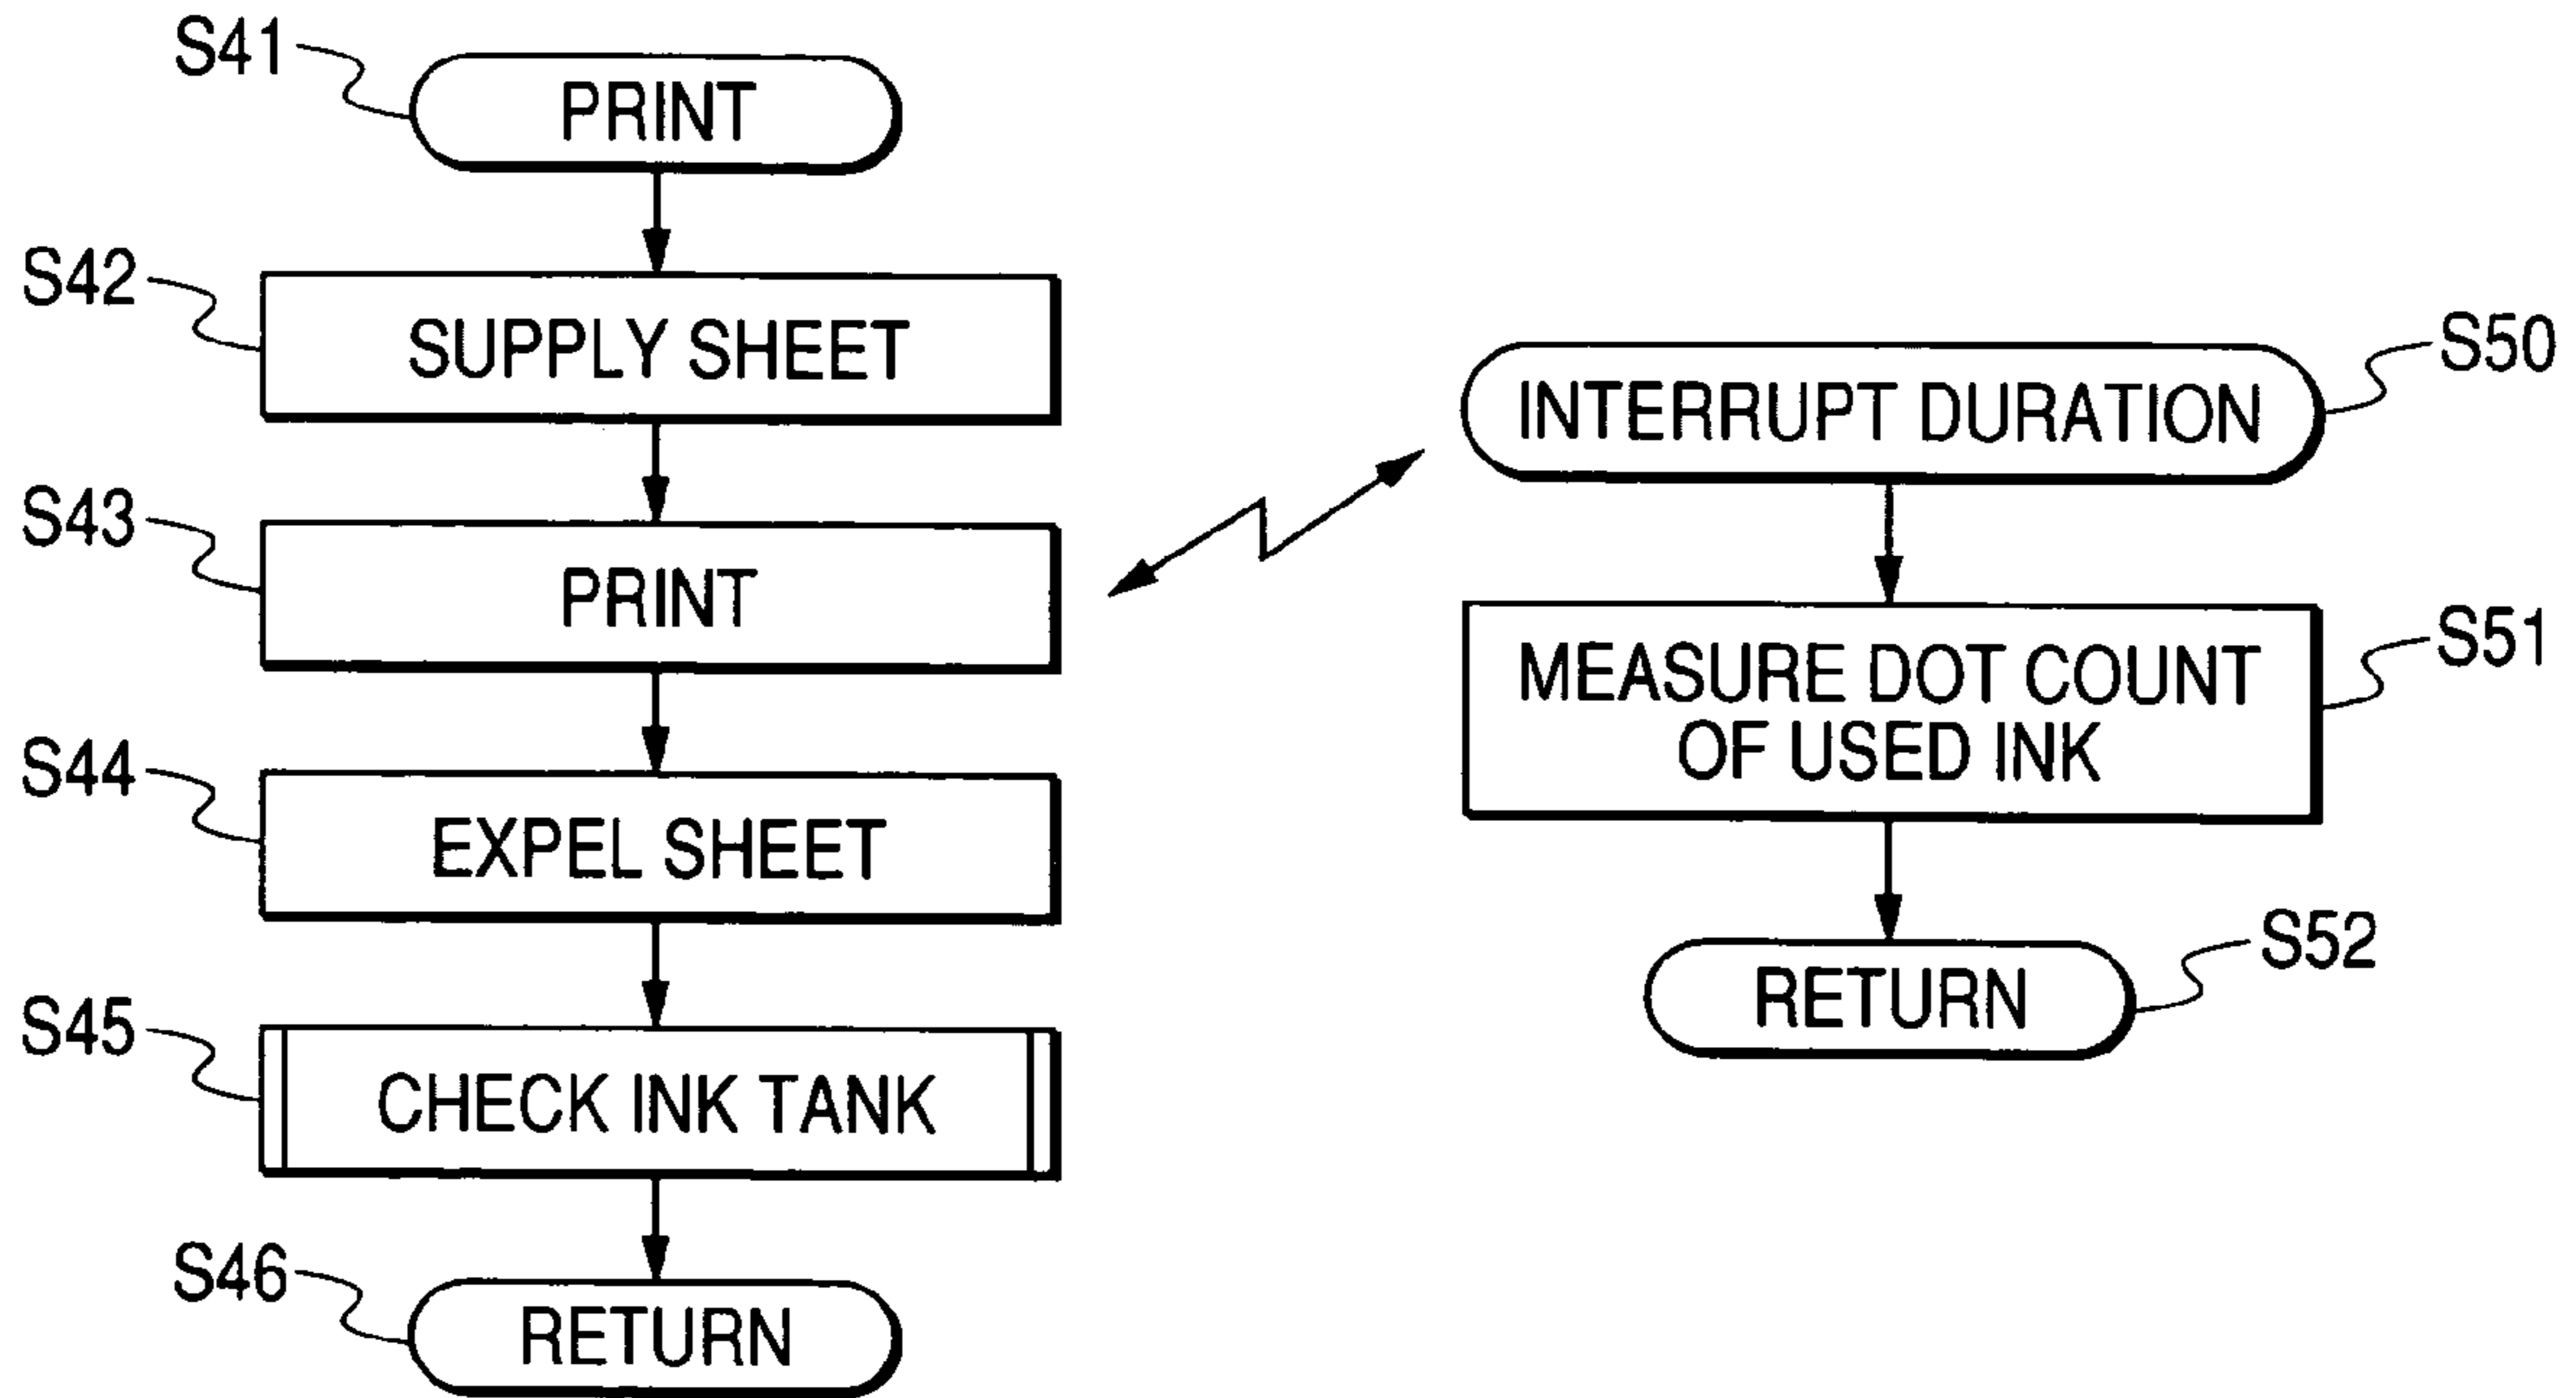 S41
PRINT
S42
SUPPLY SHEET
S43
PRINT
S44
EXPEL SHEET
S45
CHECK INK TANK
S46
RETURN
S50
INTERRUPT DURATION
S51
MEASURE DOT COUNT
OF USED INK
S52
RETURN